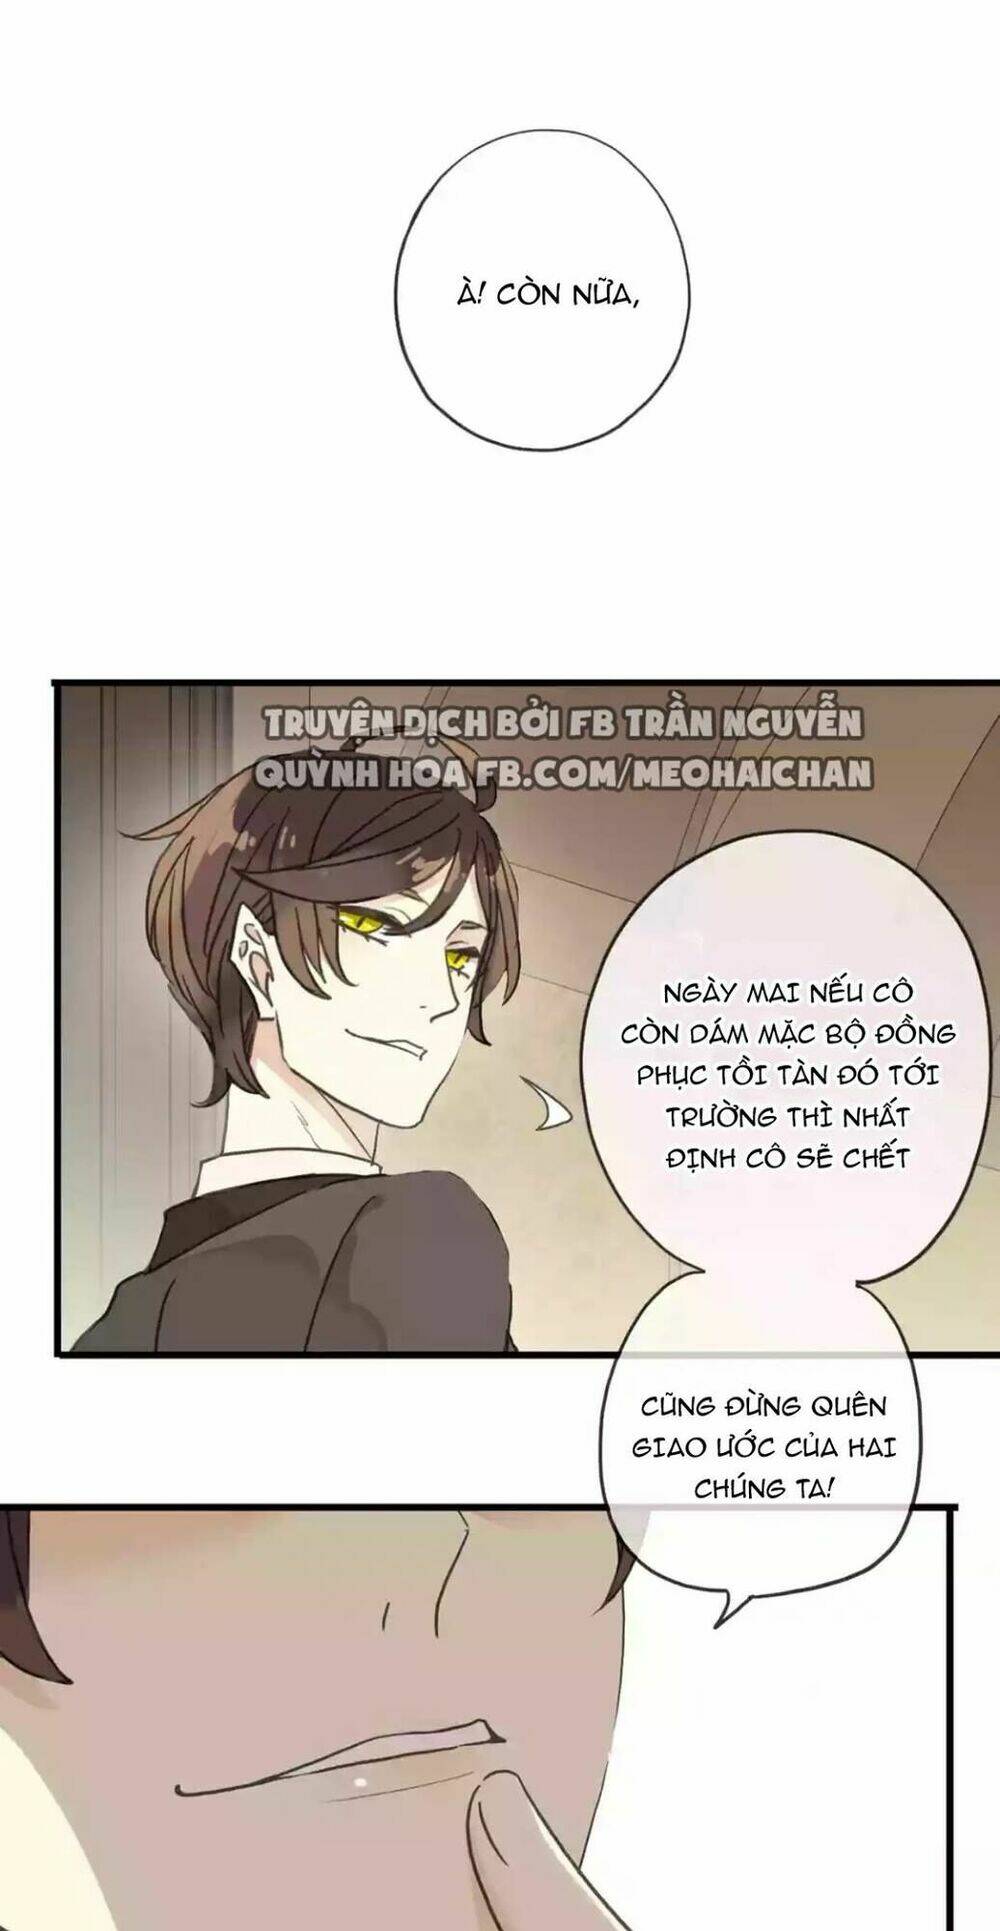 À! CÒN NỮA,
TRUYỆN DỊCH BỞI FB TRẦN NGUYỄN
QUỲNH HOA FB.COM/MEOHAICHAN
NGÀY MAI NẾU CÔ
CÒN DÁM MẶC BỘ ĐỒNG
PHỤC TỒI TÀN ĐÓ TỚI
TRƯỜNG THÌ NHẤT
ĐỊNH CÔ SẼ CHẾT
CŨNG ĐỪNG QUÊN
GIAO ƯỚC CỦA HAI
CHÚNG TA!